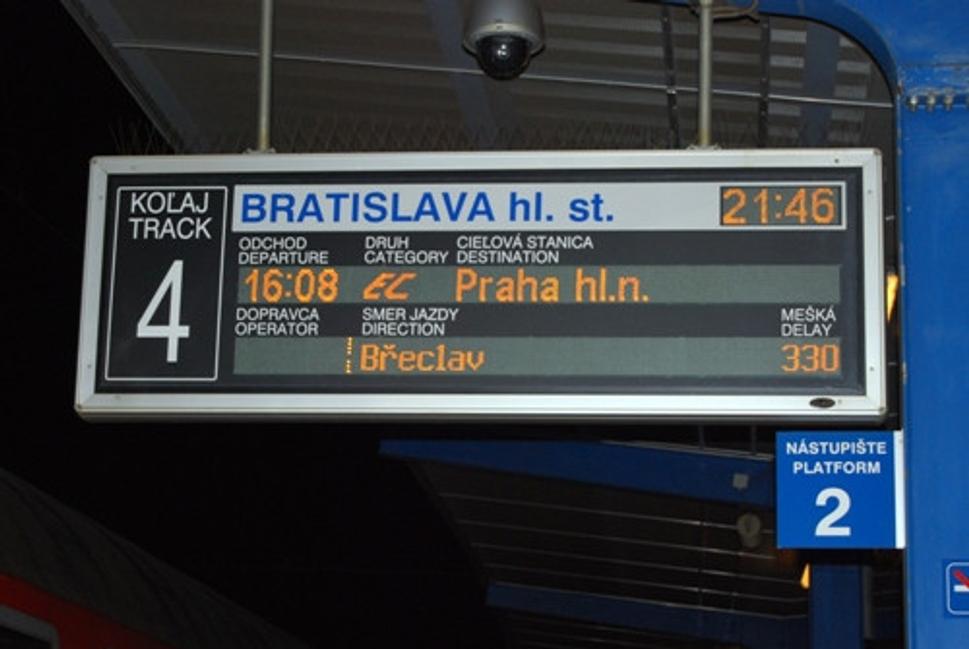 KOĽAJ
TRACK
4
BRATISLAVA hl. st. 21:46
ODCHOD DRUH CIEĽOVÁ STANICA
DEPARTURE CATEGORY DESTINATION
16:08 EC Praha hl.n.
DOPRAVCA SMER JAZDY MEŠKÁ
OPERATOR DIRECTION DELAY
Břeclav 330
NÁSTUPIŠTE
PLATFORM
2